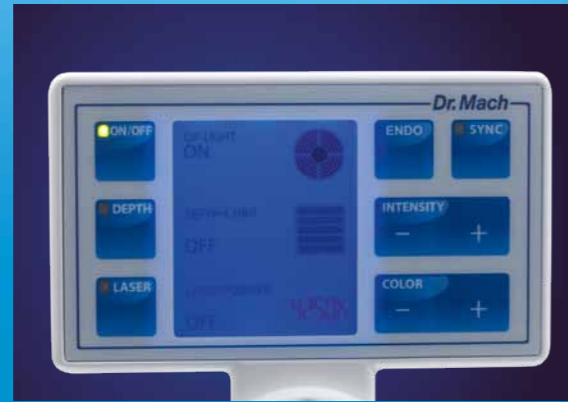 Dr. Mach
ON/OFF
DEPTH
LASER
OP-LIGHT
ON
OFF
OFF
ENDO
SYNC
INTENSITY
- +
COLOR
- +